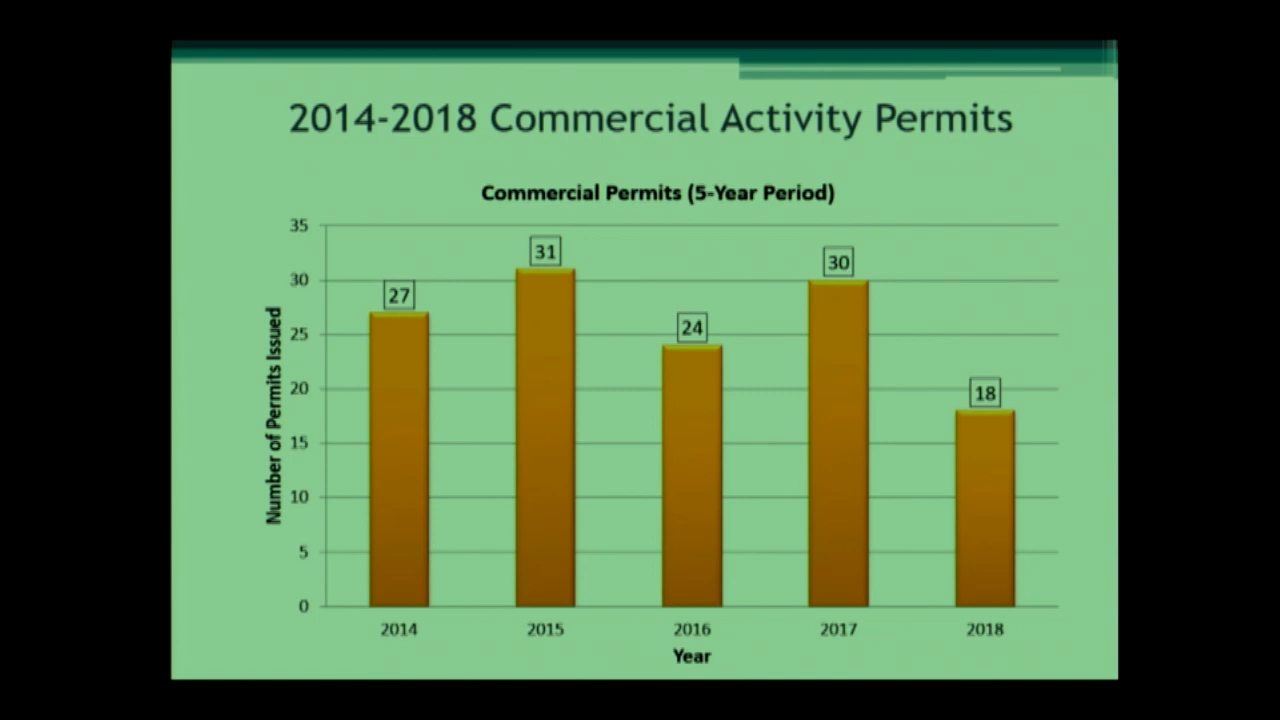 2014-2018 Commercial Activity Permits
Commercial Permits (5-Year Period)
Number of Permits Issued
35
30
25
20
15
10
5
0
27
31
24
30
18
2014 2015 2016 2017 2018
Year